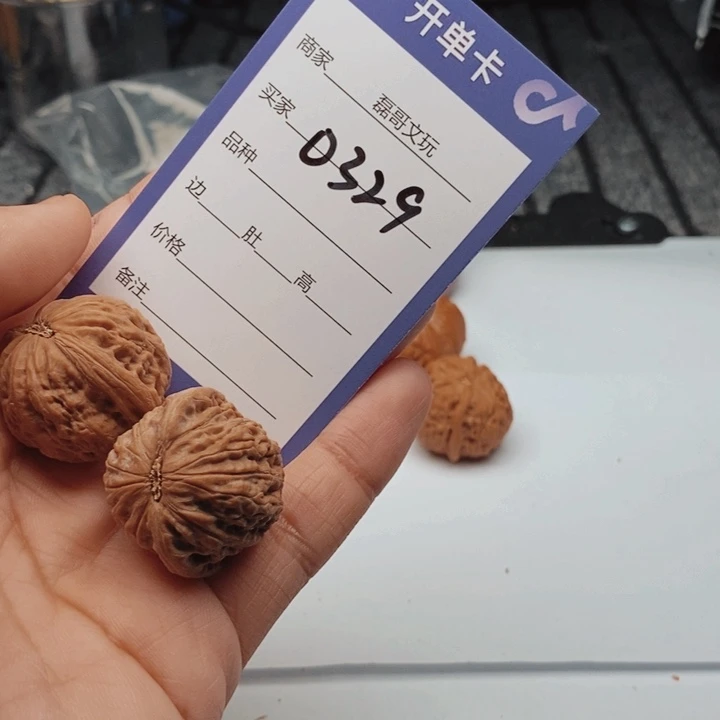 开单卡
商家 磊哥文玩
买家 0329
品种
边 肚 高
价格
备注